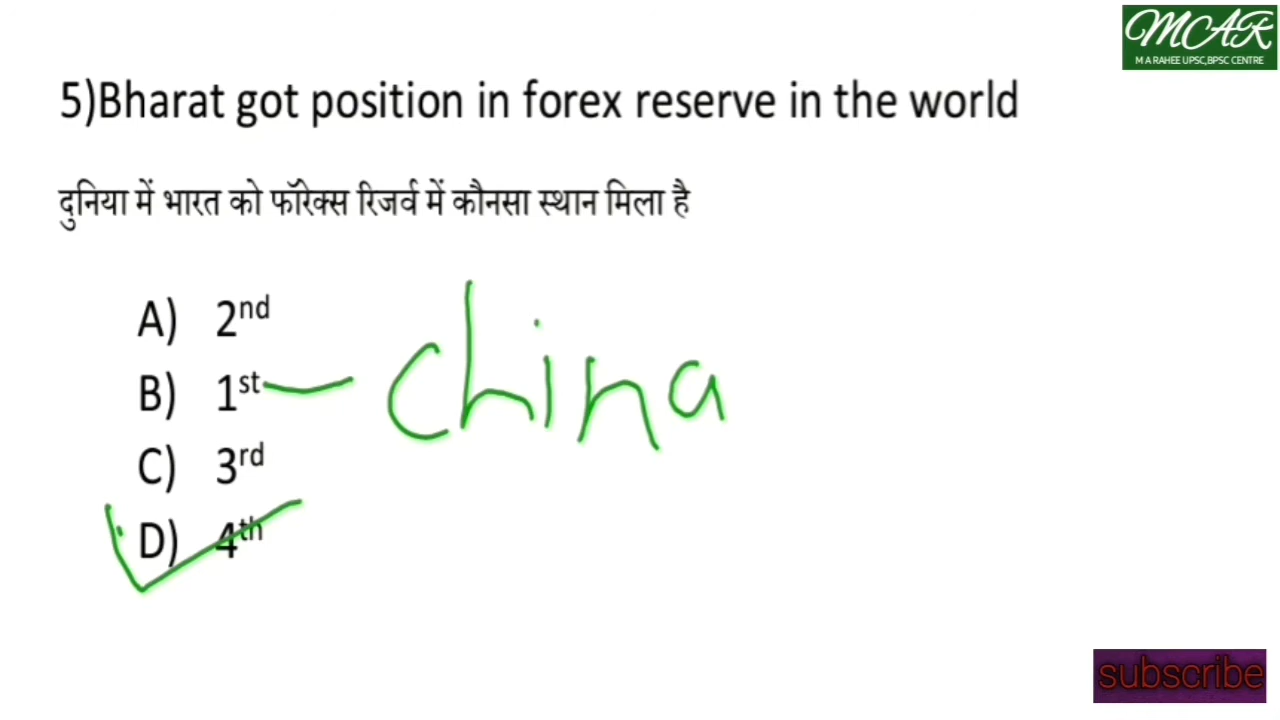 MCAR
M A RAHEE UPSC,BPSC CENTRE
5)Bharat got position in forex reserve in the world
दुनिया में भारत को फॉरेक्स रिजर्व में कौनसा स्थान मिला है
A) 2nd
B) 1st China
C) 3rd
D) 4th
subscribe